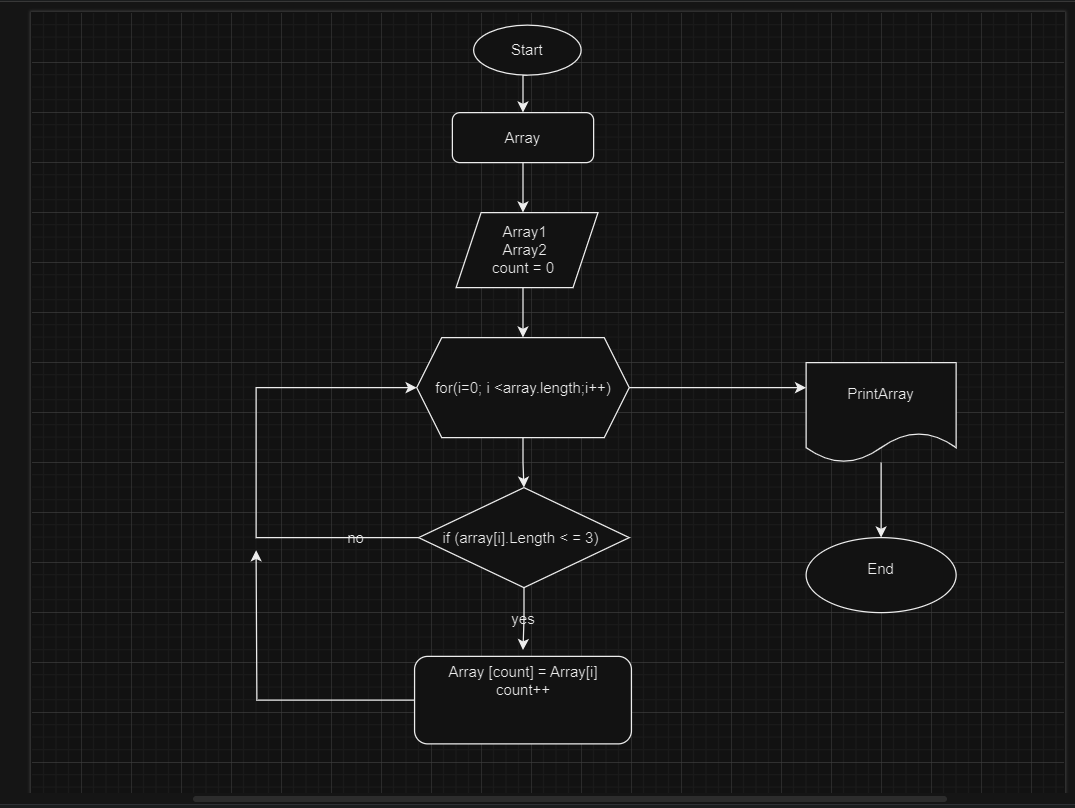 Start
Array
Array1
Array2
count = 0
for(i=0; i <array.length;i++)
PrintArray
no
if (array[i].Length < = 3)
End
yes
Array [count] = Array[i]
count++